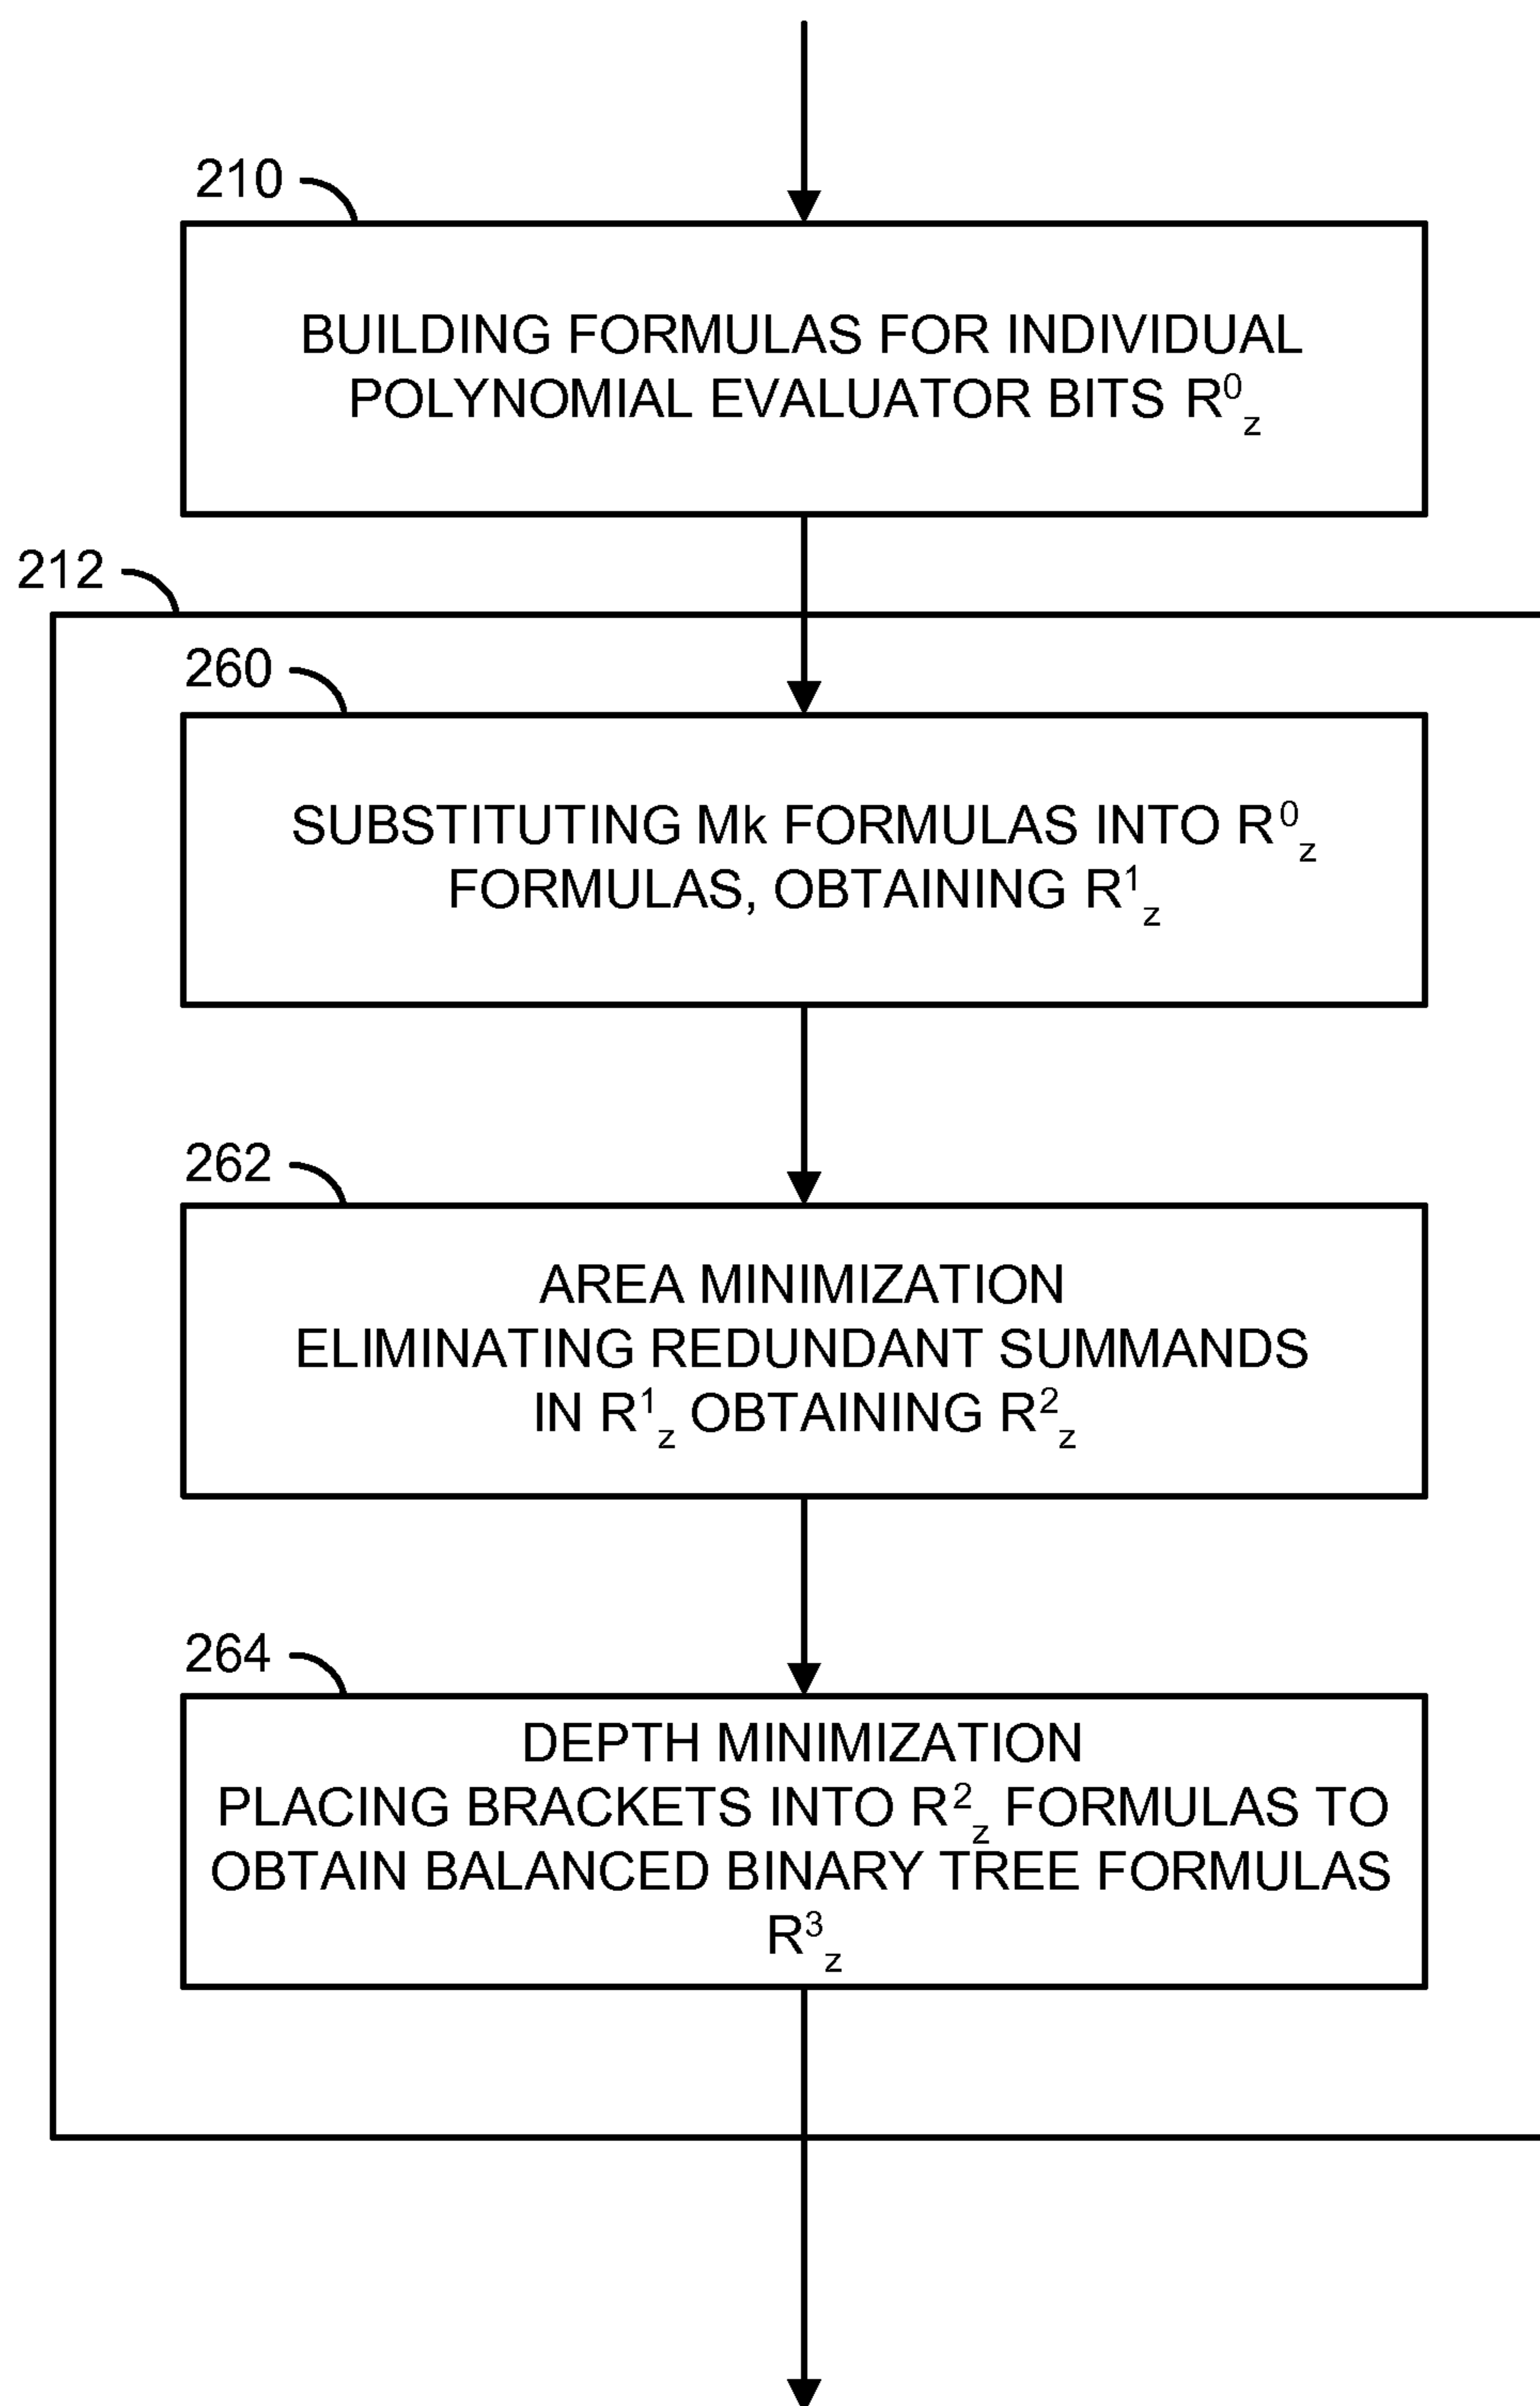 210
BUILDING FORMULAS FOR INDIVIDUAL
POLYNOMIAL EVALUATOR BITS R⁰z
212
260
SUBSTITUTING Mk FORMULAS INTO R⁰z
FORMULAS, OBTAINING R¹z
262
AREA MINIMIZATION
ELIMINATING REDUNDANT SUMMANDS
IN R¹z OBTAINING R²z
264
DEPTH MINIMIZATION
PLACING BRACKETS INTO R²z FORMULAS TO
OBTAIN BALANCED BINARY TREE FORMULAS
R³z